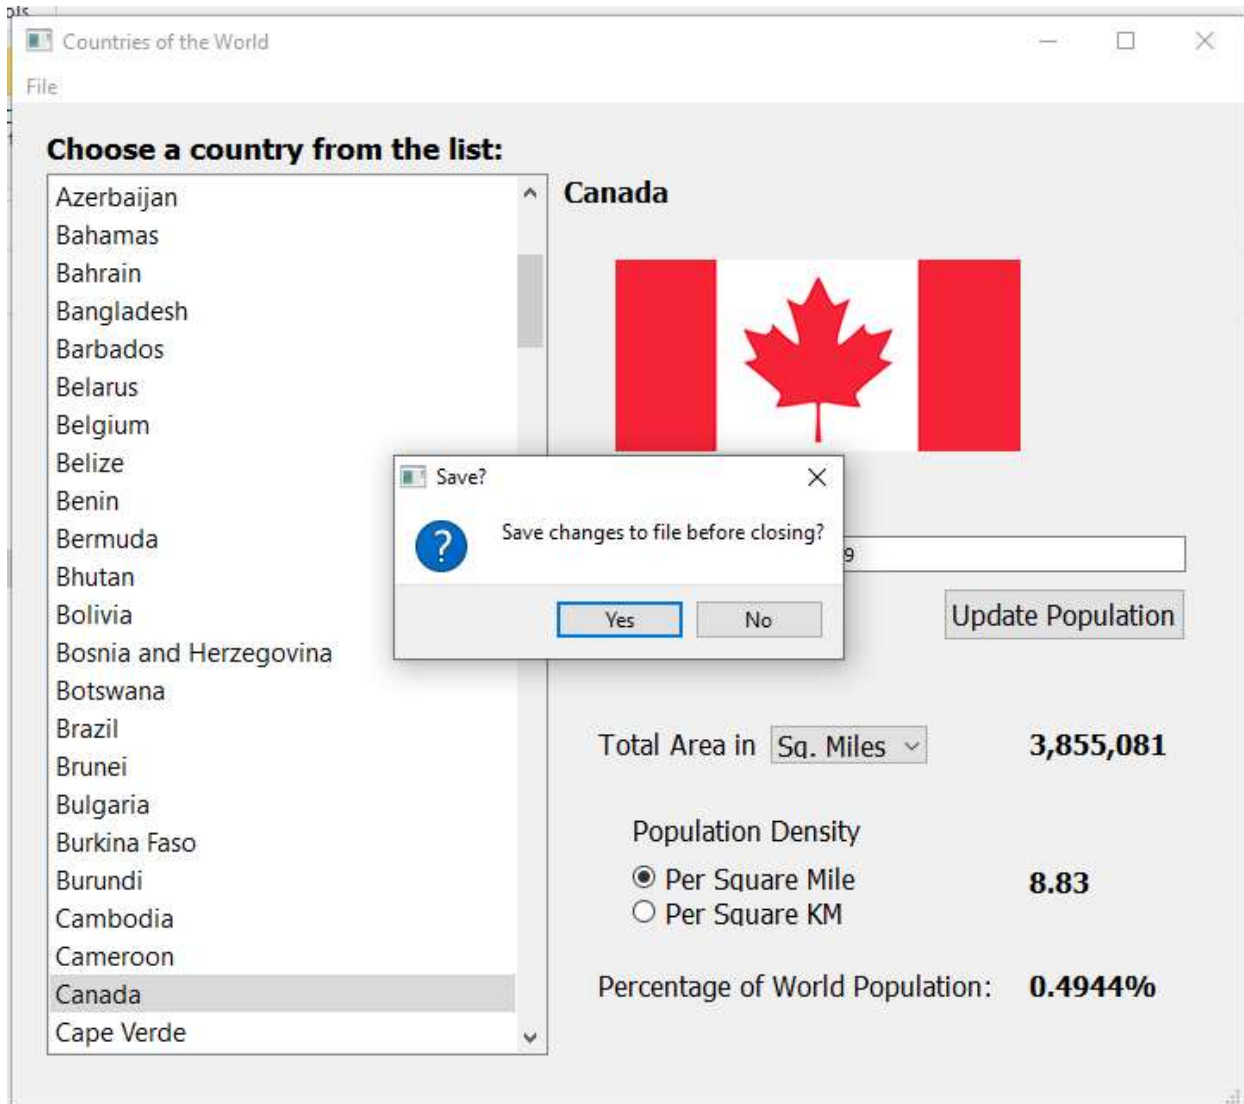 Countries of the World
File
Choose a country from the list:
Azerbaijan
Bahamas
Bahrain
Bangladesh
Barbados
Belarus
Belgium
Belize
Benin
Bermuda
Bhutan
Bolivia
Bosnia and Herzegovina
Botswana
Brazil
Brunei
Bulgaria
Burkina Faso
Burundi
Cambodia
Cameroon
Canada
Cape Verde
Canada
Save?
Save changes to file before closing?
Yes No
9
Update Population
Total Area in Sq. Miles 3,855,081
Population Density
Per Square Mile
8.83
Per Square KM
Percentage of World Population: 0.4944%